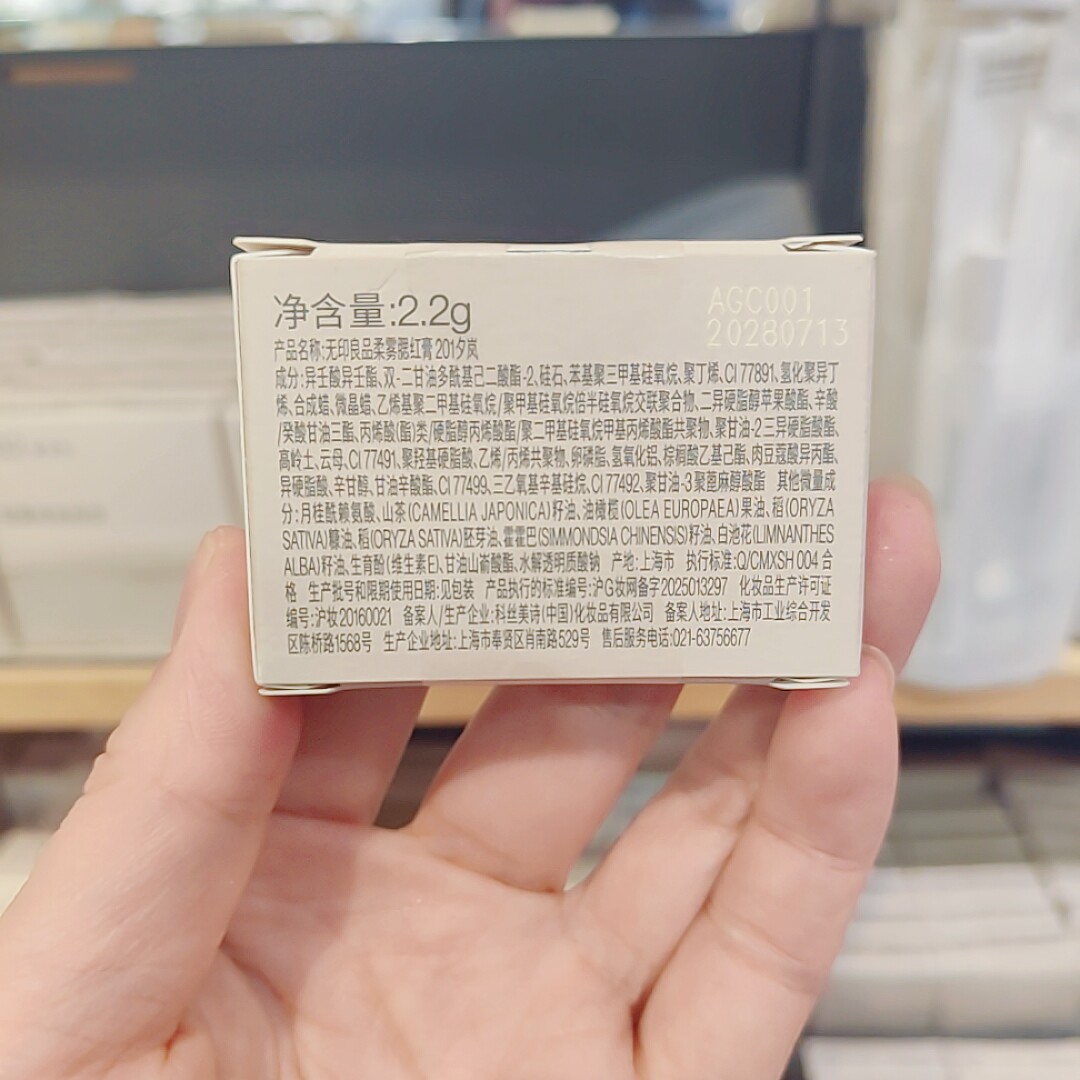 净含量:2.2g
AGC001
20280713
产品名称:无印良品柔雾腮红膏 201夕岚
成分:异壬酸异壬酯、双-二甘油多酰基己二酸酯-2、硅石、苯基聚三甲基硅氧烷、聚丁烯、CI 77891、氢化聚异丁
烯、合成蜡、微晶蜡、乙烯基聚二甲基硅氧烷/聚甲基硅氧烷倍半硅氧烷交联聚合物、二异硬脂醇苹果酸酯、辛酸
/癸酸甘油三酯、丙烯酸(酯)类/硬脂醇丙烯酸酯/聚二甲基硅氧烷甲基丙烯酸酯共聚物、聚甘油-2三异硬脂酸酯、
高岭土、云母、CI 77491、聚羟基硬脂酸、乙烯/丙烯共聚物、卵磷脂、氢氧化铝、棕榈酸乙基己酯、肉豆蔻酸异丙酯、
异硬脂酸、辛甘醇、甘油辛酸酯、CI 77499、三乙氧基辛基硅烷、CI 77492、聚甘油-3聚蓖麻醇酸酯 其他微量成
分:月桂酰赖氨酸、山茶(CAMELLIA JAPONICA)籽油、油橄榄(OLEA EUROPAEA)果油、稻(ORYZA
SATIVA)糠油、稻(ORYZA SATIVA)胚芽油、霍霍巴(SIMMONDSIA CHINENSIS)籽油、白池花(LIMNANTHES
ALBA)籽油、生育酚(维生素E)、甘油山嵛酸酯、水解透明质酸钠 产地:上海市 执行标准:Q/CMXSH 004 合
格 生产批号和限期使用日期:见包装 产品执行的标准编号:沪G妆网备字2025013297 化妆品生产许可证
编号:沪妆20160021 备案人/生产企业:科丝美诗(中国)化妆品有限公司 备案人地址:上海市工业综合开发
区陈桥路1568号 生产企业地址:上海市奉贤区肖南路529号 售后服务电话:021-63756677